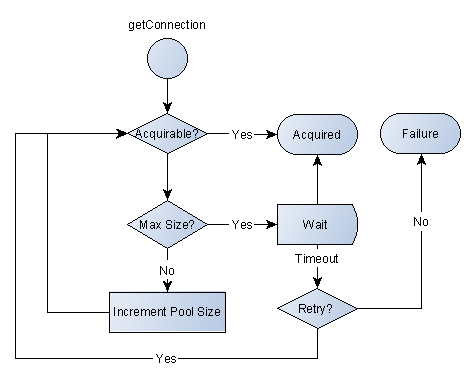 getConnection
Acquirable?
Yes
Acquired
Failure
Max Size?
Yes
Wait
No
No
Timeout
Increment Pool Size
Retry?
Yes